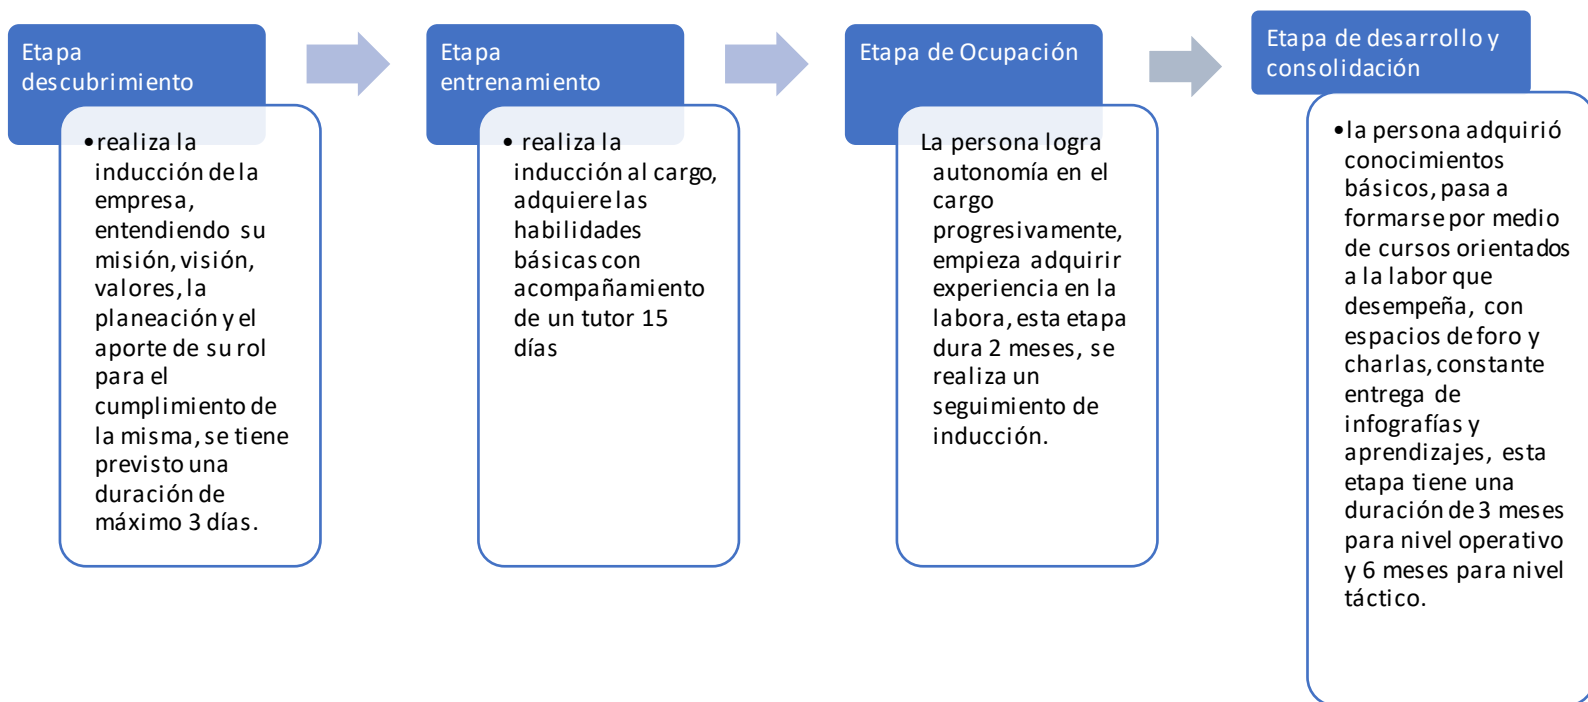 Etapa
descubrimiento
•realiza la
inducción de la
empresa,
entendiendo su
misión, visión,
valores, la
planeación y el
aporte de su rol
para el
cumplimiento de
la misma, se tiene
previsto una
duración de
máximo 3 días.
Etapa
entrenamiento
• realiza la
inducción al cargo,
adquiere las
habilidades
básicas con
acompañamiento
de un tutor 15
días
Etapa de Ocupación
La persona logra
autonomía en el
cargo
progresivamente,
empieza adquirir
experiencia en la
labora, esta etapa
dura 2 meses, se
realiza un
seguimiento de
inducción.
Etapa de desarrollo y
consolidación
•la persona adquirió
conocimientos
básicos, pasa a
formarse por medio
de cursos orientados
a la labor que
desempeña, con
espacios de foro y
charlas, constante
entrega de
infografías y
aprendizajes, esta
etapa tiene una
duración de 3 meses
para nivel operativo
y 6 meses para nivel
táctico.